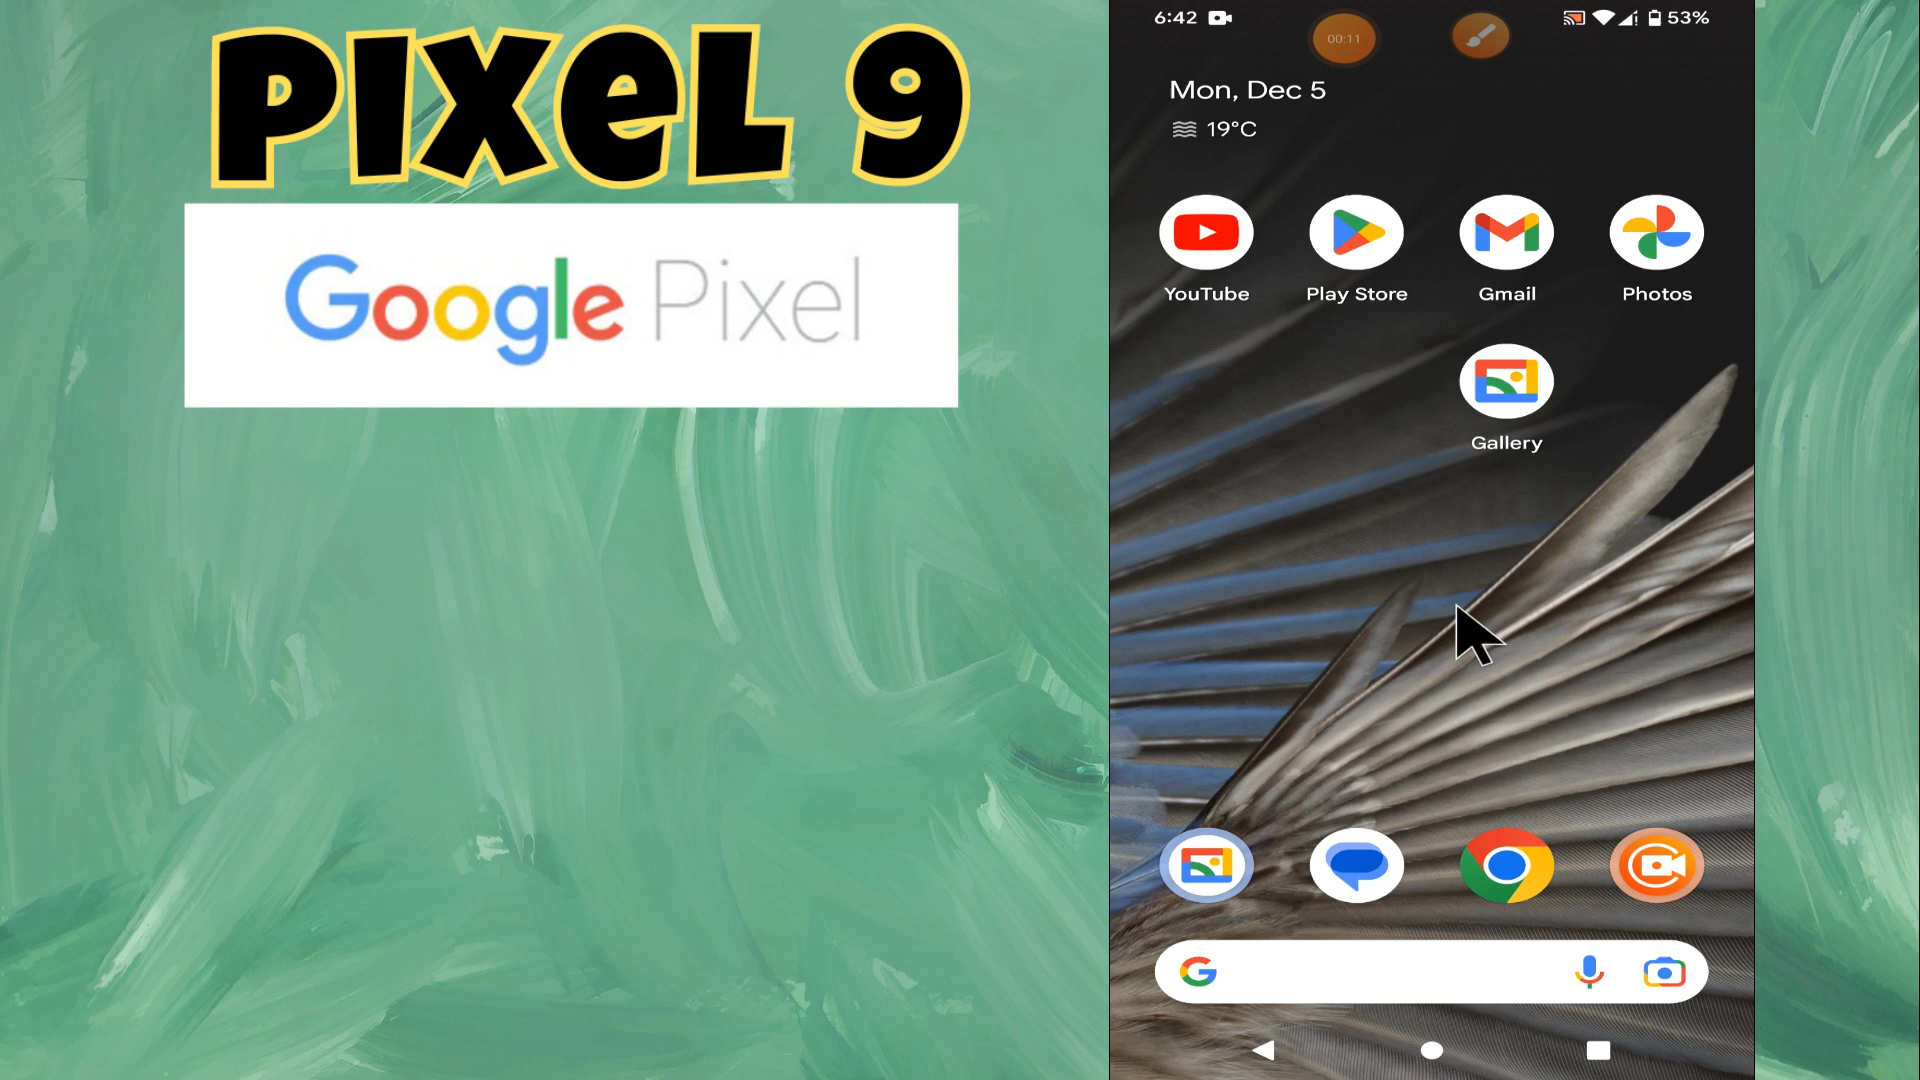 PIXEL 9
Google Pixel
6:42
53%
00:11
Mon, Dec 5
19°C
YouTube
Play Store
Gmail
Photos
Gallery